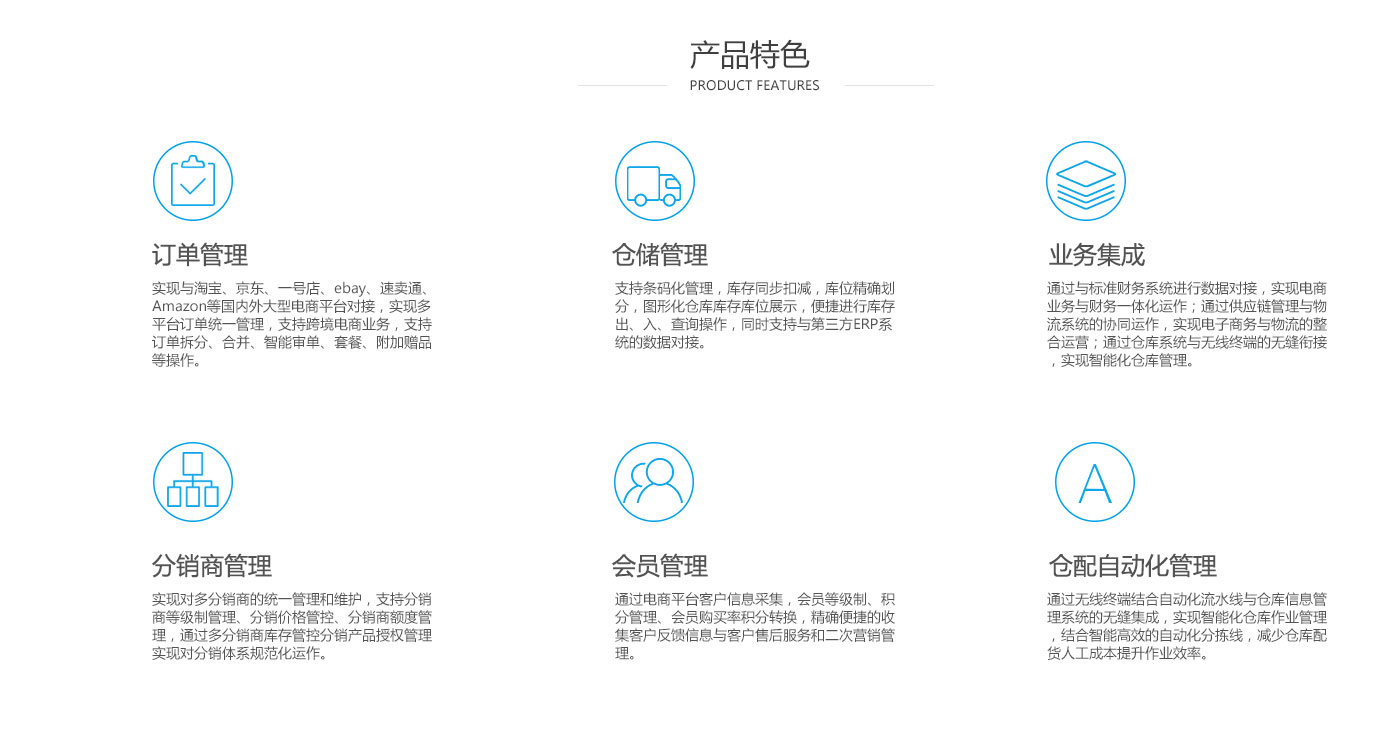 产品特色
PRODUCT FEATURES
订单管理
实现与淘宝、京东、一号店、ebay、速卖通、
Amazon等国内外大型电商平台对接，实现多
平台订单统一管理，支持跨境电商业务，支持
订单拆分、合并、智能审单、套餐、附加赠品
等操作。
仓储管理
支持条码化管理，库存同步扣减，库位精确划
分，图形化仓库库存库位展示，便捷进行库存
出、入、查询操作，同时支持与第三方ERP系
统的数据对接。
业务集成
通过与标准财务系统进行数据对接，实现电商
业务与财务一体化运作；通过供应链管理与物
流系统的协同运作，实现电子商务与物流的整
合运营；通过仓库系统与无线终端的无缝衔接
，实现智能化仓库管理。
分销商管理
实现对多分销商的统一管理和维护，支持分销
商等级制管理、分销价格管控、分销商额度管
理，通过多分销商库存管控分销产品授权管理
实现对分销体系规范化运作。
会员管理
通过电商平台客户信息采集，会员等级制、积
分管理、会员购买率积分转换，精确便捷的收
集客户反馈信息与客户售后服务和二次营销管
理。
A
仓配自动化管理
通过无线终端结合自动化流水线与仓库信息管
理系统的无缝集成，实现智能化仓库作业管理
，结合智能高效的自动化分拣线，减少仓库配
货人工成本提升作业效率。